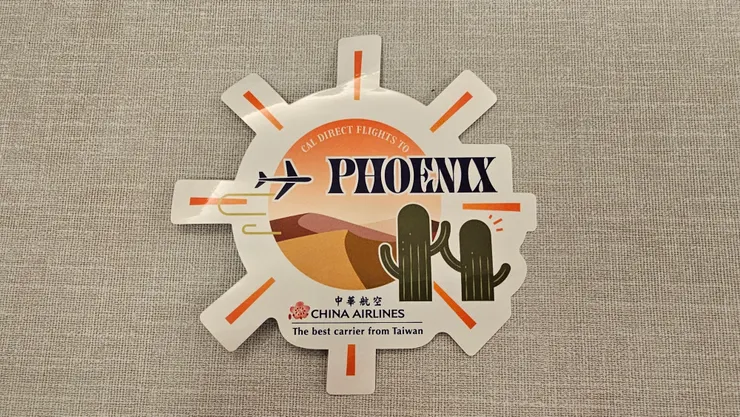 CAL DIRECT FLIGHTS TO
PHOENIX
中華航空
CHINA AIRLINES
The best carrier from Taiwan